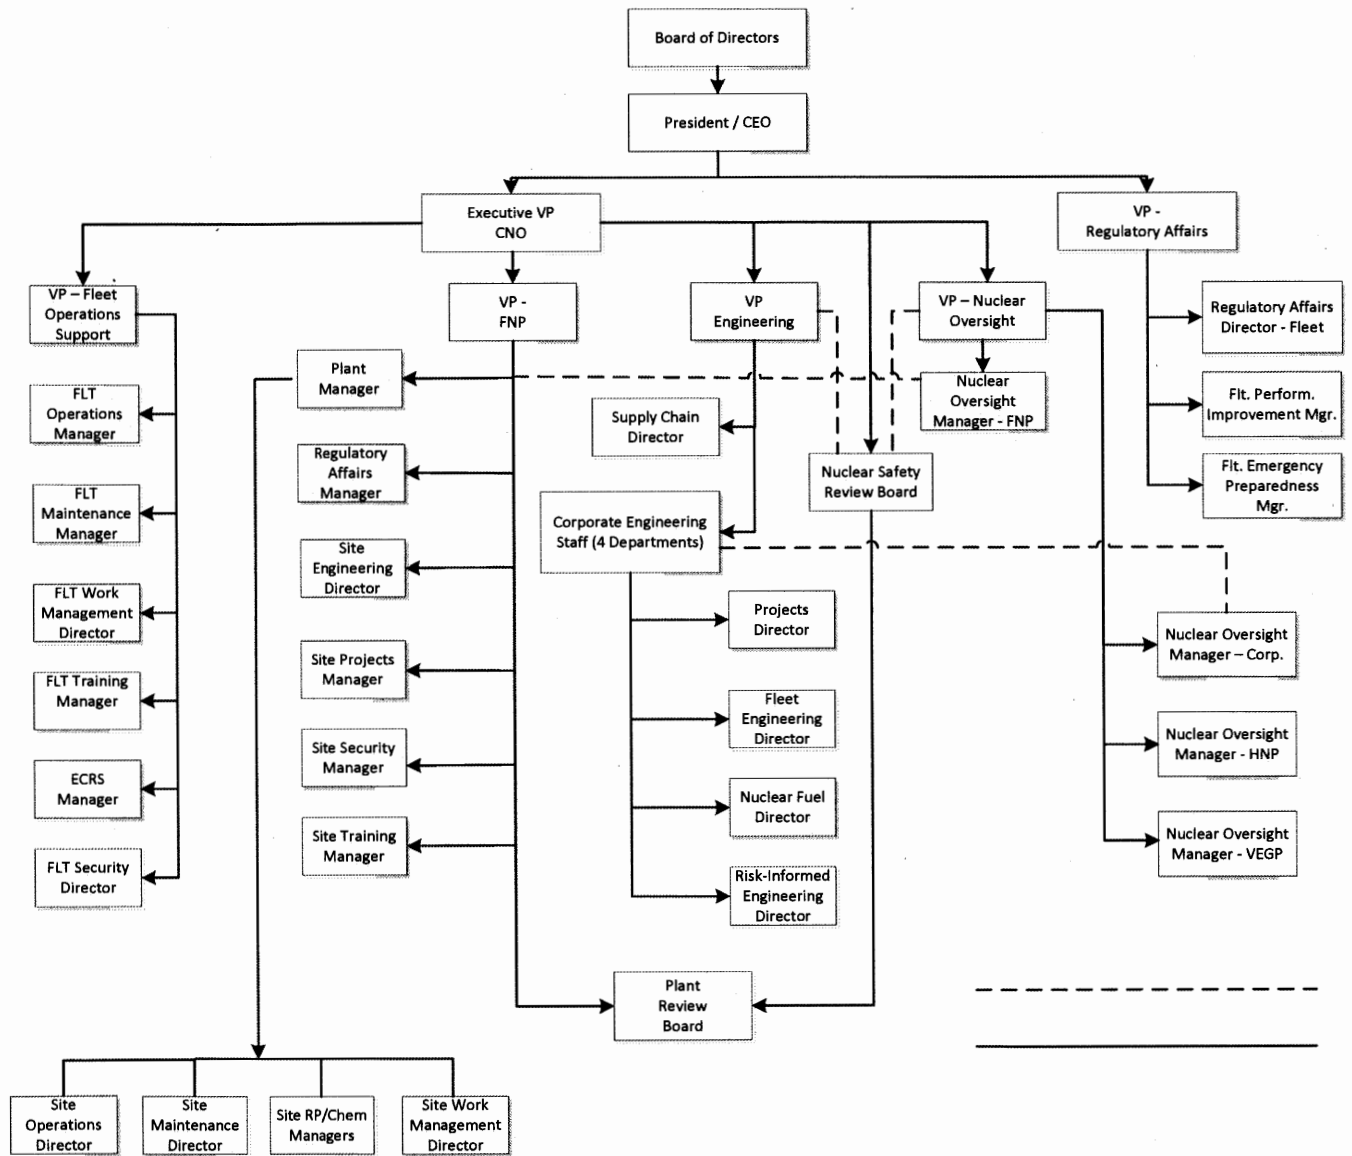 Board of Directors
President / CEO
Executive VP
CNO
VP -
Regulatory Affairs
VP – Fleet
Operations
Support
VP -
FNP
VP
Engineering
VP – Nuclear
Oversight
Regulatory Affairs
Director - Fleet
Plant
Manager
Nuclear
Oversight
Manager - FNP
Flt. Perform.
Improvement Mgr.
FLT
Operations
Manager
Supply Chain
Director
Regulatory
Affairs
Manager
Nuclear Safety
Review Board
Flt. Emergency
Preparedness
Mgr.
FLT
Maintenance
Manager
Corporate Engineering
Staff (4 Departments)
Site
Engineering
Director
FLT Work
Management
Director
Projects
Director
Nuclear Oversight
Manager – Corp.
Site Projects
Manager
FLT Training
Manager
Fleet
Engineering
Director
Nuclear Oversight
Manager - HNP
Site Security
Manager
ECRS
Manager
Nuclear Fuel
Director
Site Training
Manager
Nuclear Oversight
Manager - VEGP
FLT Security
Director
Risk-Informed
Engineering
Director
Plant
Review
Board
Site
Operations
Director
Site
Maintenance
Director
Site RP/Chem
Managers
Site Work
Management
Director